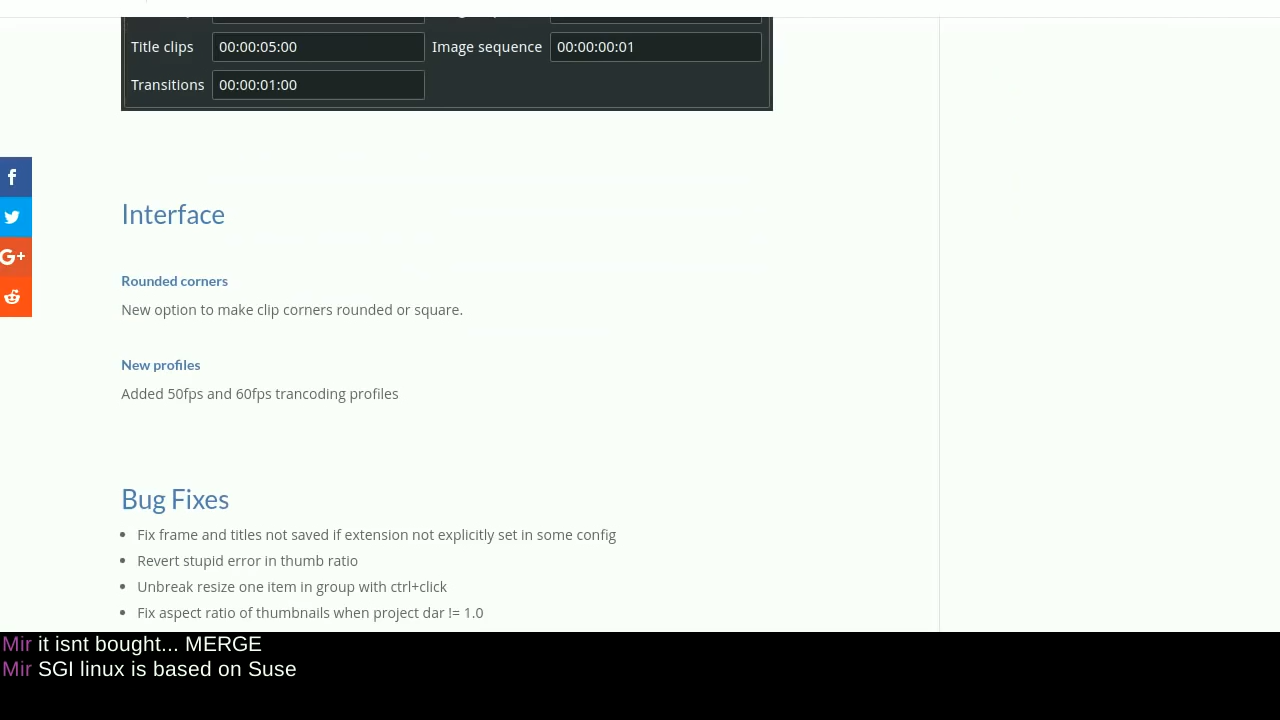 Title clips 00:00:05:00 Image sequence 00:00:00:01
Transitions 00:00:01:00
f
G+
Interface
Rounded corners
New option to make clip corners rounded or square.
New profiles
Added 50fps and 60fps trancoding profiles
Bug Fixes
Fix frame and titles not saved if extension not explicitly set in some config
Revert stupid error in thumb ratio
Unbreak resize one item in group with ctrl+click
Fix aspect ratio of thumbnails when project dar != 1.0
Mir it isnt bought... MERGE
Mir SGI linux is based on Suse